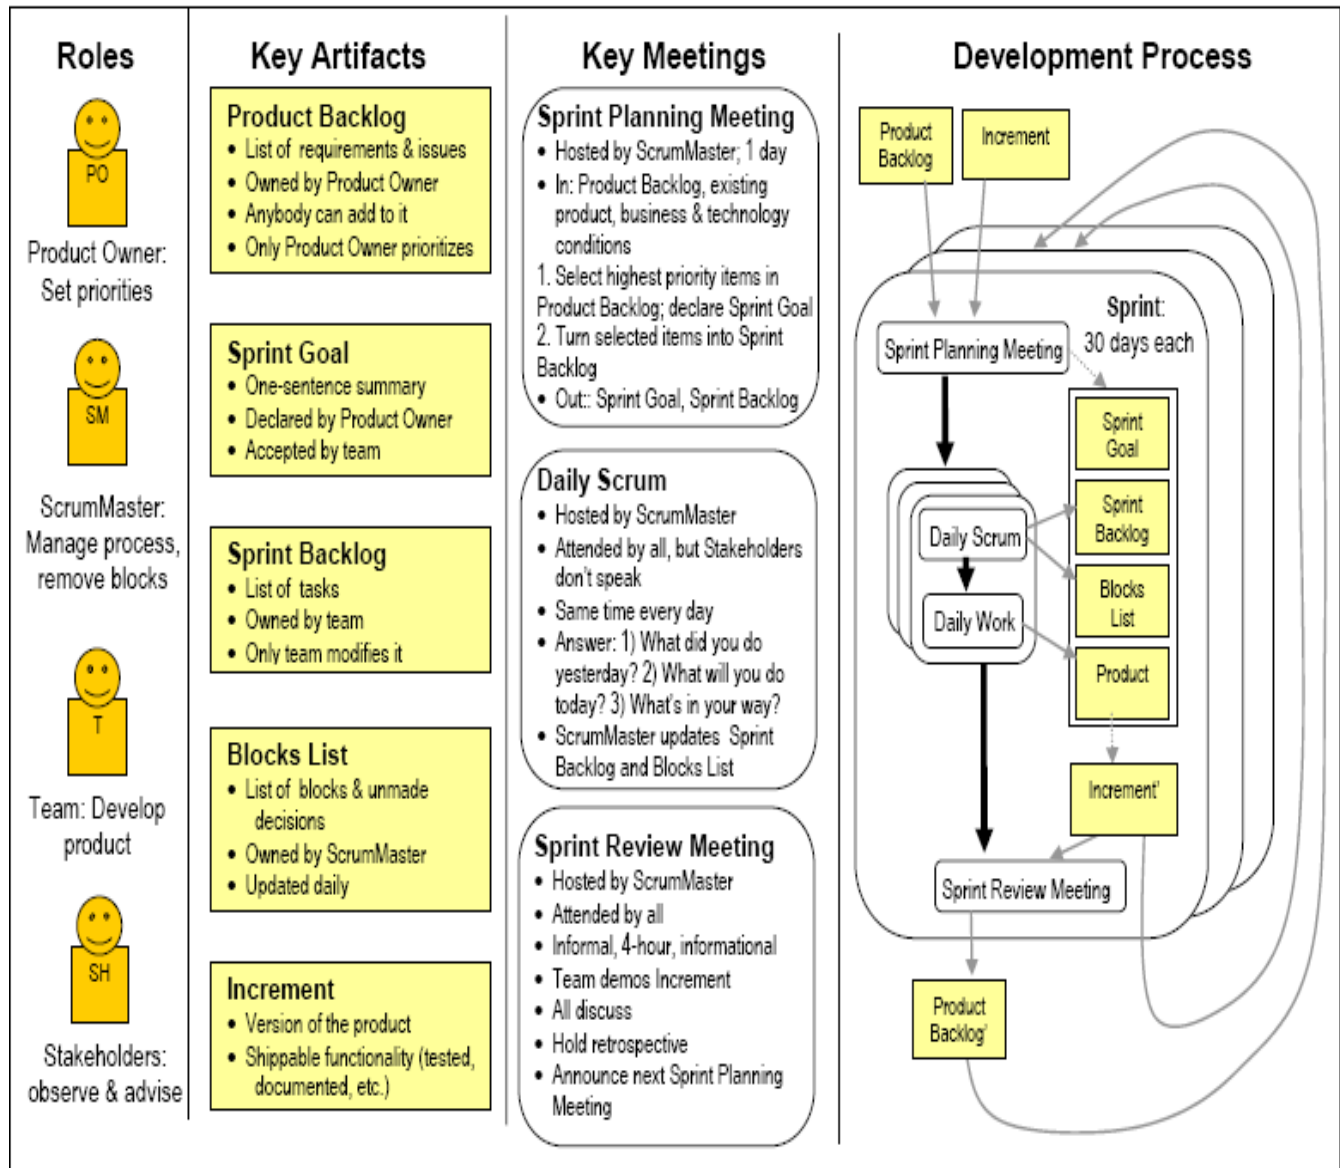 Roles
PO
Product Owner:
Set priorities
SM
ScrumMaster:
Manage process,
remove blocks
T
Team: Develop
product
SH
Stakeholders:
observe & advise
Key Artifacts
Product Backlog
• List of requirements & issues
• Owned by Product Owner
• Anybody can add to it
• Only Product Owner prioritizes
Sprint Goal
• One-sentence summary
• Declared by Product Owner
• Accepted by team
Sprint Backlog
• List of tasks
• Owned by team
• Only team modifies it
Blocks List
• List of blocks & unmade
decisions
• Owned by ScrumMaster
• Updated daily
Increment
• Version of the product
• Shippable functionality (tested,
documented, etc.)
Key Meetings
Sprint Planning Meeting
• Hosted by ScrumMaster; 1 day
• In: Product Backlog, existing
product, business & technology
conditions
1. Select highest priority items in
Product Backlog; declare Sprint Goal
2. Turn selected items into Sprint
Backlog
• Out:: Sprint Goal, Sprint Backlog
Daily Scrum
• Hosted by ScrumMaster
• Attended by all, but Stakeholders
don't speak
• Same time every day
• Answer: 1) What did you do
yesterday? 2) What will you do
today? 3) What's in your way?
• ScrumMaster updates Sprint
Backlog and Blocks List
Sprint Review Meeting
• Hosted by ScrumMaster
• Attended by all
• Informal, 4-hour, informational
• Team demos Increment
• All discuss
• Hold retrospective
• Announce next Sprint Planning
Meeting
Development Process
Product
Backlog
Increment
Sprint:
30 days each
Sprint Planning Meeting
Sprint
Goal
Sprint
Backlog
Daily Scrum
Blocks
List
Daily Work
Product
Increment'
Sprint Review Meeting
Product
Backlog'